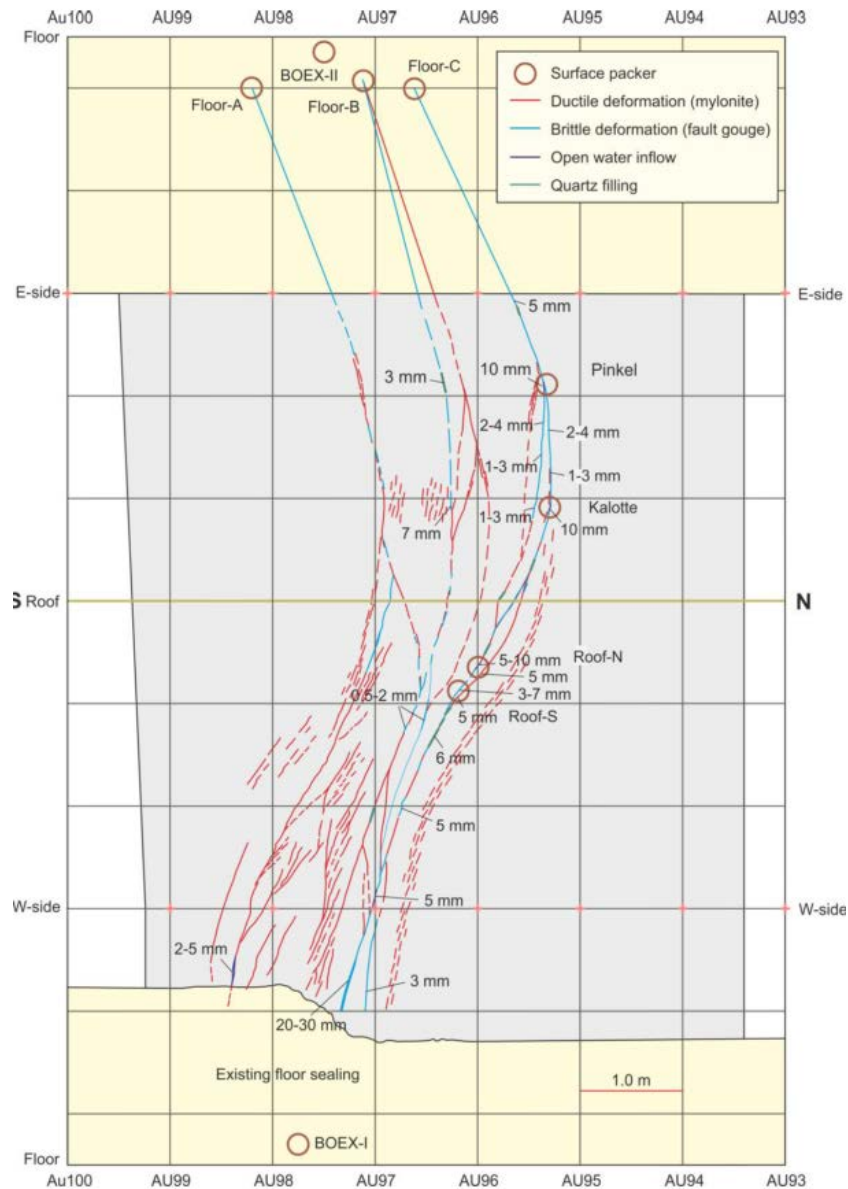 Au100 AU99 AU98 AU97 AU96 AU95 AU94 AU93
Floor
BOEX-II
Floor-C
Floor-A
Floor-B
Surface packer
Ductile deformation (mylonite)
Brittle deformation (fault gouge)
Open water inflow
Quartz filling
E-side E-side
5 mm
10 mm Pinkel
3 mm
2-4 mm
2-4 mm
1-3 mm
1-3 mm
1-3 mm Kalotte
7 mm 10 mm
S Roof N
5-10 mm Roof-N
5 mm
0.5-2 mm 3-7 mm
5 mm Roof-S
6 mm
5 mm
5 mm
W-side W-side
2-5 mm
3 mm
20-30 mm
Existing floor sealing
1.0 m
BOEX-I
Floor
Au100 AU99 AU98 AU97 AU96 AU95 AU94 AU93